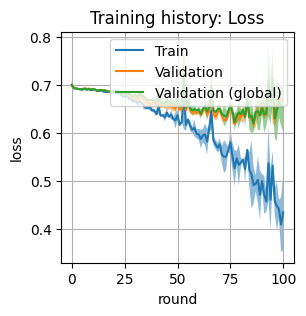 Training history: Loss
Train
Validation
Validation (global)
loss
0.8
0.7
0.6
0.5
0.4
0
25
50
75
100
round